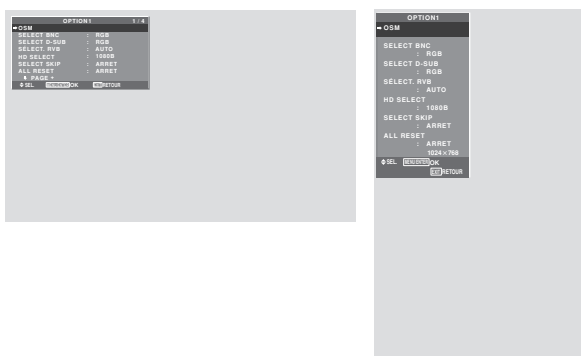 OPTION1 1 / 4
OSM
SELECT BNC : RGB
SELECT D-SUB : RGB
SÉLECT. RVB : AUTO
HD SELECT : 1080B
SELECT SKIP : ARRET
ALL RESET : ARRET
PAGE
SEL. OK RETOUR
OPTION1
OSM
SELECT BNC
: RGB
SELECT D-SUB
: RGB
SÉLECT. RVB
: AUTO
HD SELECT
: 1080B
SELECT SKIP
: ARRET
ALL RESET
: ARRET
1024×768
SEL. MENU/ENTER OK
EXIT RETOUR